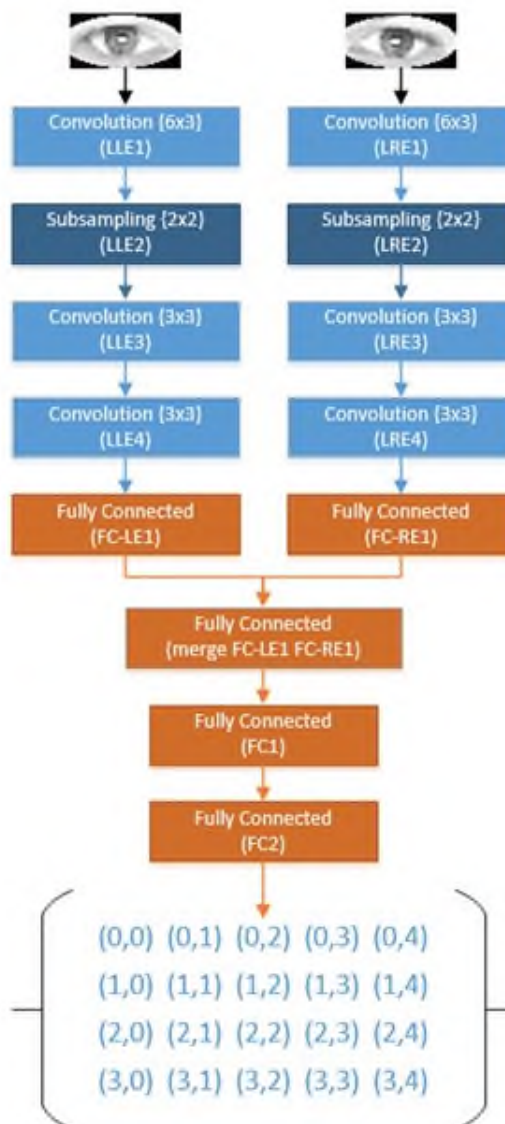 Convolution {6x3}
(LLE1)
Convolution {6x3}
(LRE1)
Subsampling {2x2}
(LLE2)
Subsampling {2x2}
(LRE2)
Convolution {3x3}
(LLE3)
Convolution {3x3}
(LRE3)
Convolution {3x3}
(LLE4)
Convolution {3x3}
(LRE4)
Fully Connected
(FC-LE1)
Fully Connected
(FC-RE1)
Fully Connected
(merge FC-LE1 FC-RE1)
Fully Connected
(FC1)
Fully Connected
(FC2)
(0,0) (0,1) (0,2) (0,3) (0,4)
(1,0) (1,1) (1,2) (1,3) (1,4)
(2,0) (2,1) (2,2) (2,3) (2,4)
(3,0) (3,1) (3,2) (3,3) (3,4)